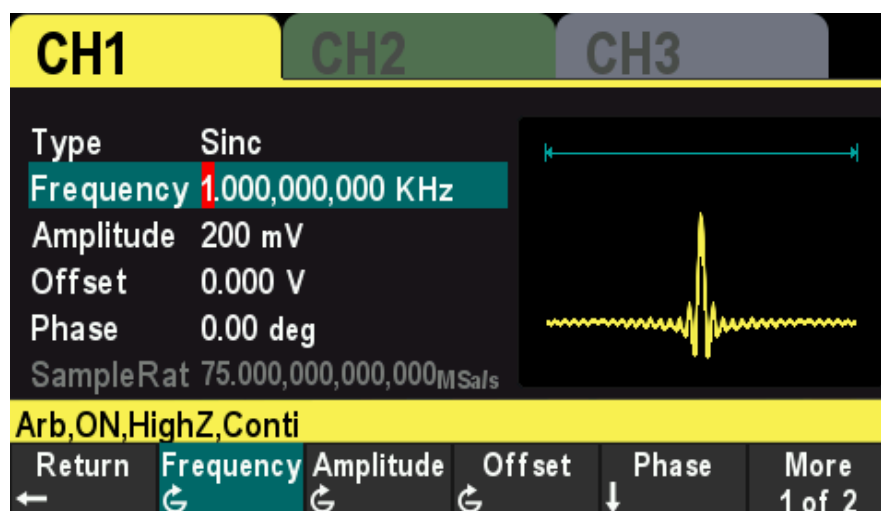 CH1 CH2 CH3
Type Sinc
Frequency 1.000,000,000 KHz
Amplitude 200 mV
Offset 0.000 V
Phase 0.00 deg
SampleRat 75.000,000,000,000MSa/s
Arb,ON,HighZ,Conti
Return Frequency Amplitude Offset Phase More
1 of 2